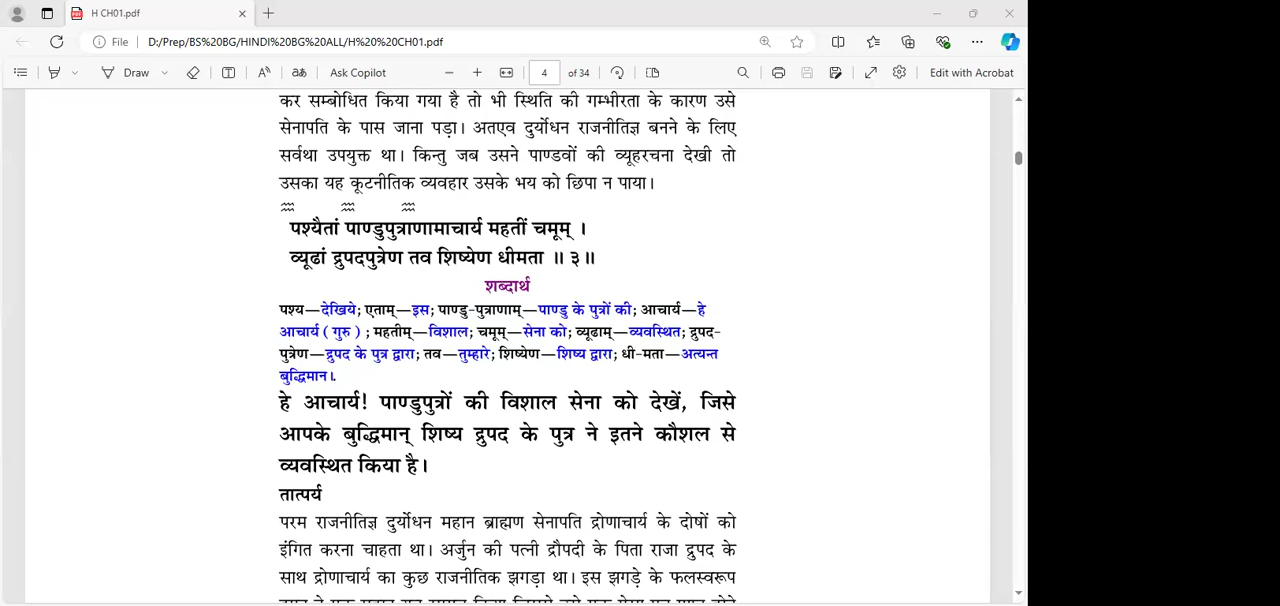 H CH01.pdf
File D:/Prep/BS%20BG/HINDI%20BG%20ALL/H%20%20CH01.pdf
Draw Ask Copilot 4 of 34 Edit with Acrobat
कर सम्बोधित किया गया है तो भी स्थिति की गम्भीरता के कारण उसे
सेनापति के पास जाना पड़ा। अतएव दुर्योधन राजनीतिज्ञ बनने के लिए
सर्वथा उपयुक्त था। किन्तु जब उसने पाण्डवों की व्यूहरचना देखी तो
उसका यह कूटनीतिक व्यवहार उसके भय को छिपा न पाया।
पश्यैतां पाण्डुपुत्राणामाचार्य महतीं चमूम् ।
व्यूढां द्रुपदपुत्रेण तव शिष्येण धीमता ॥ ३॥
शब्दार्थ
पश्य—देखिये; एताम्—इस; पाण्डु-पुत्राणाम्—पाण्डु के पुत्रों की; आचार्य—हे
आचार्य ( गुरु ) ; महतीम्—विशाल; चमूम्—सेना को; व्यूढाम्—व्यवस्थित; द्रुपद-
पुत्रेण—द्रुपद के पुत्र द्वारा; तव—तुम्हारे; शिष्येण—शिष्य द्वारा; धी-मता—अत्यन्त
बुद्धिमान।.
हे आचार्य! पाण्डुपुत्रों की विशाल सेना को देखें, जिसे
आपके बुद्धिमान् शिष्य द्रुपद के पुत्र ने इतने कौशल से
व्यवस्थित किया है।
तात्पर्य
परम राजनीतिज्ञ दुर्योधन महान ब्राह्मण सेनापति द्रोणाचार्य के दोषों को
इंगित करना चाहता था। अर्जुन की पत्नी द्रौपदी के पिता राजा द्रुपद के
साथ द्रोणाचार्य का कुछ राजनीतिक झगड़ा था। इस झगड़े के फलस्वरूप